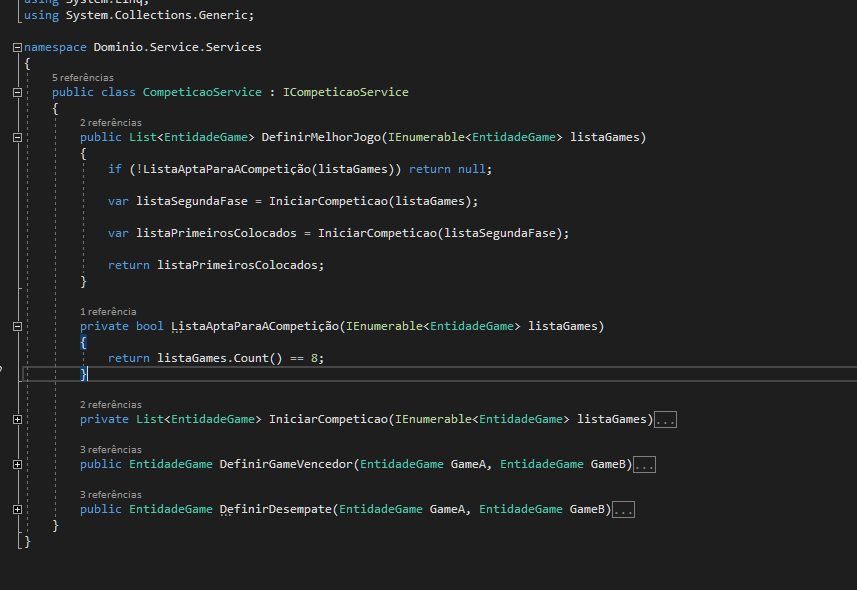 using System.Linq;
using System.Collections.Generic;
namespace Dominio.Service.Services
{
5 referências
public class CompeticaoService : ICompeticaoService
{
2 referências
public List<EntidadeGame> DefinirMelhorJogo(IEnumerable<EntidadeGame> listaGames)
{
if (!ListaAptaParaACompetição(listaGames)) return null;
var listaSegundaFase = IniciarCompeticao(listaGames);
var listaPrimeirosColocados = IniciarCompeticao(listaSegundaFase);
return listaPrimeirosColocados;
}
1 referência
private bool ListaAptaParaACompetição(IEnumerable<EntidadeGame> listaGames)
{
return listaGames.Count() == 8;
}
2 referências
private List<EntidadeGame> IniciarCompeticao(IEnumerable<EntidadeGame> listaGames)...
3 referências
public EntidadeGame DefinirGameVencedor(EntidadeGame GameA, EntidadeGame GameB)...
3 referências
public EntidadeGame DefinirDesempate(EntidadeGame GameA, EntidadeGame GameB)...
}
}